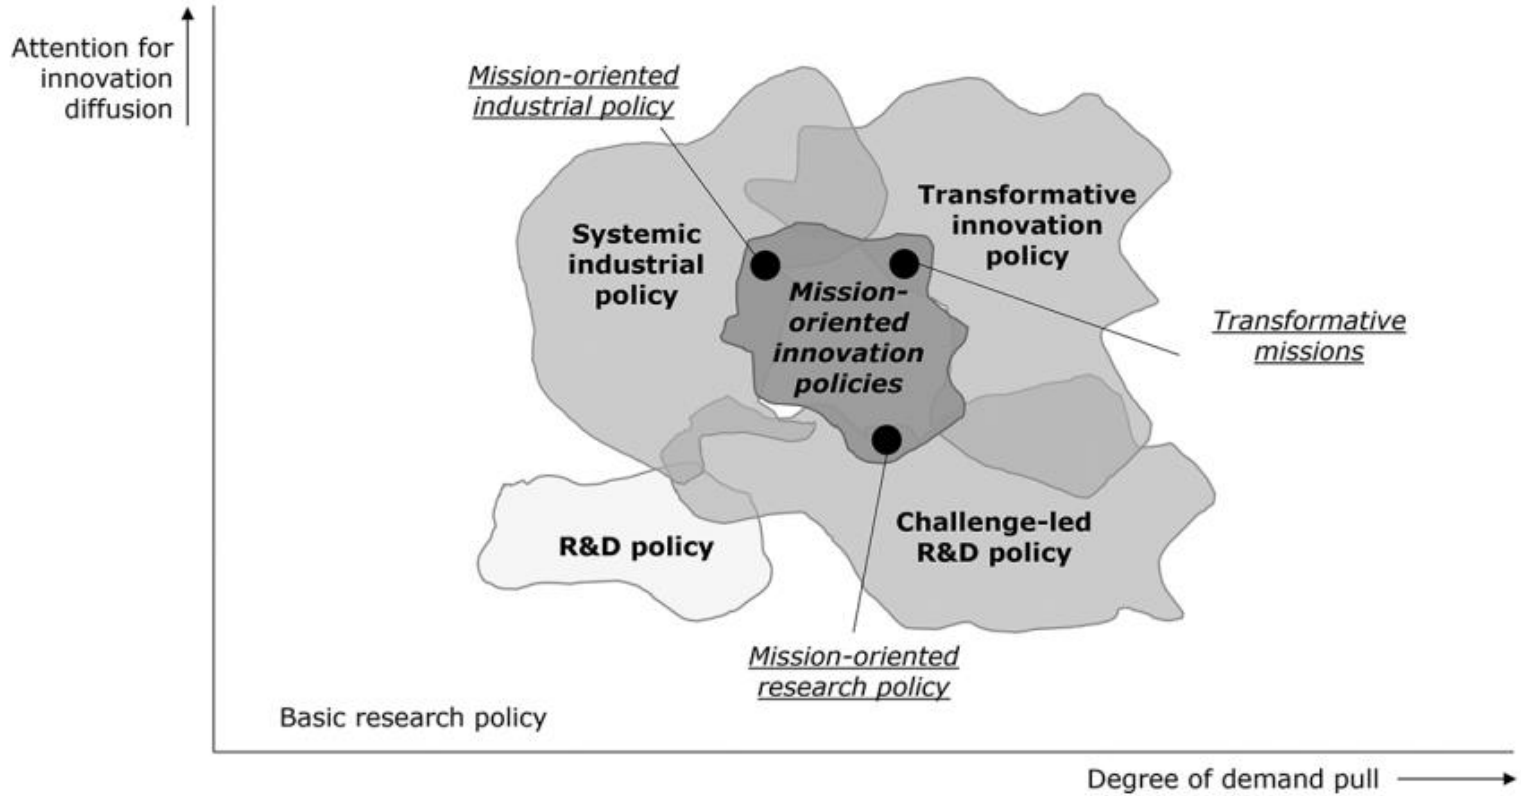 Attention for
innovation
diffusion
Mission-oriented
industrial policy
Systemic
industrial
policy
Transformative
innovation
policy
Mission-
oriented
innovation
policies
Transformative
missions
R&D policy
Challenge-led
R&D policy
Mission-oriented
research policy
Basic research policy
Degree of demand pull